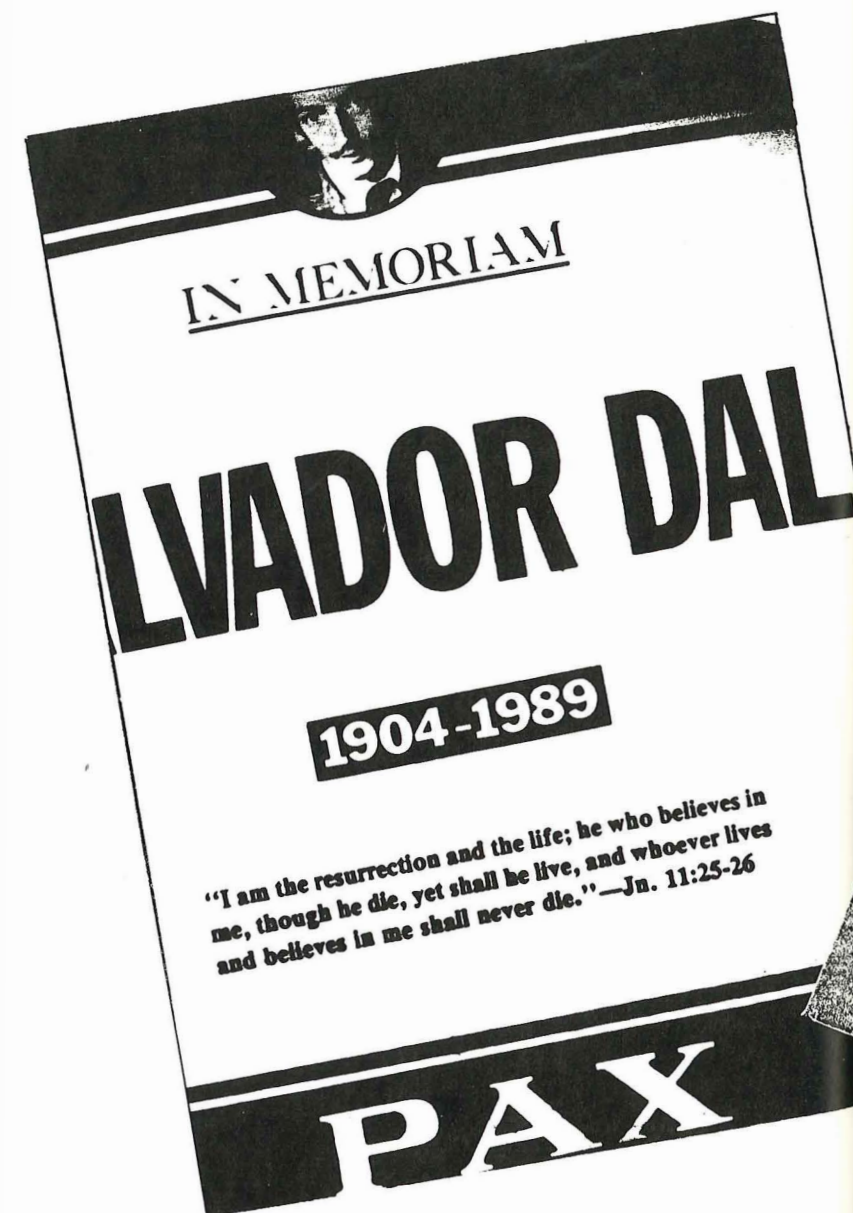 IN MEMORIAM
LVADOR DAL
1904-1989
“I am the resurrection and the life; he who believes in
me, though he die, yet shall he live, and whoever lives
and believes in me shall never die.”—Jn. 11:25-26
PAX